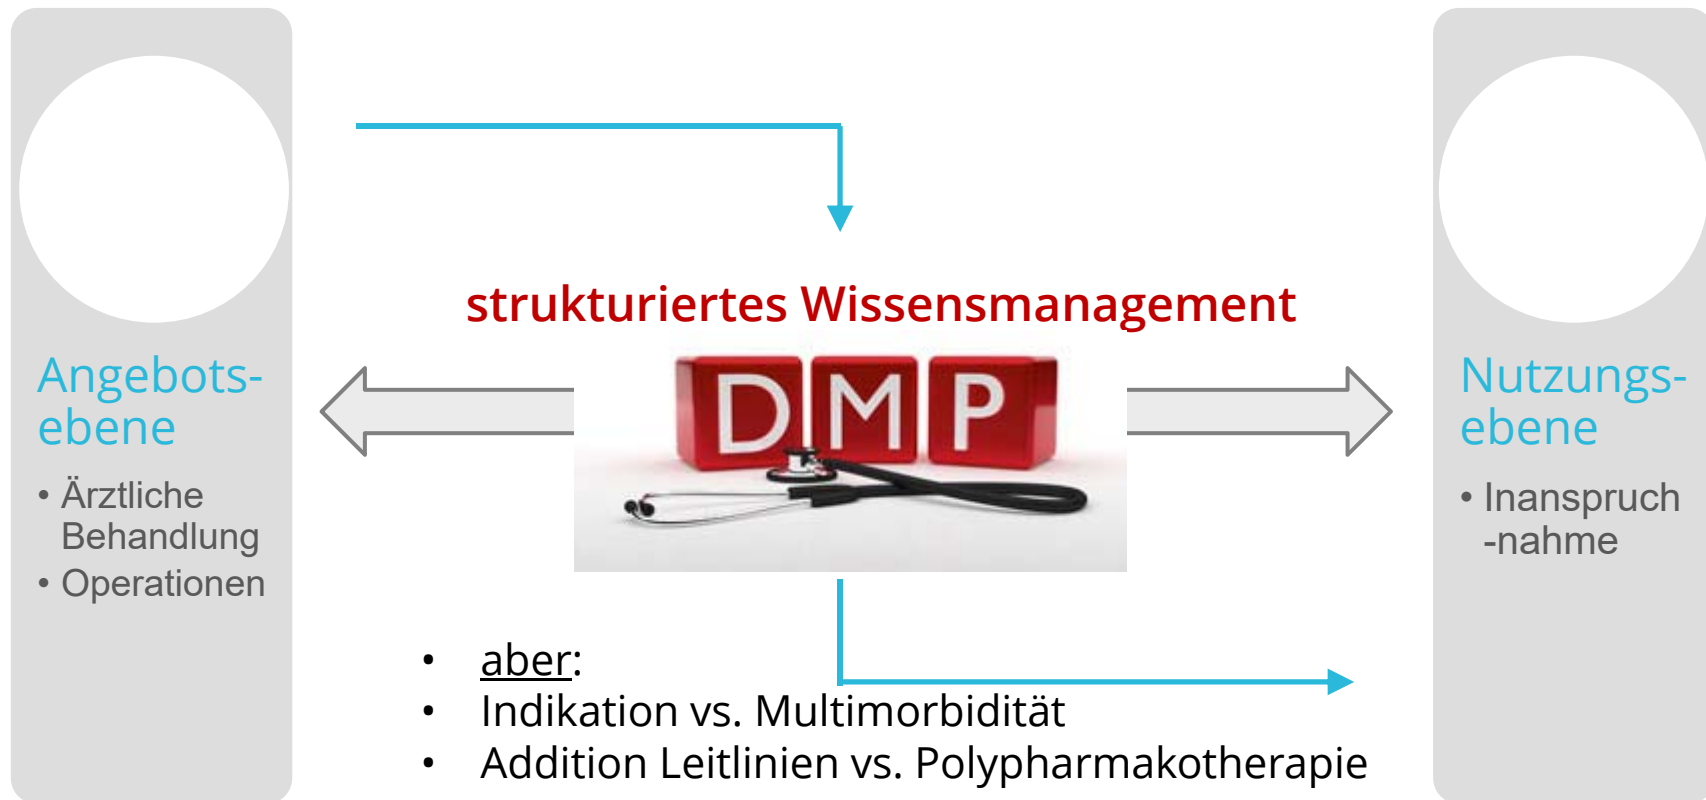 Angebots-
ebene
• Ärztliche
Behandlung
• Operationen
strukturiertes Wissensmanagement
DMP
• aber:
• Indikation vs. Multimorbidität
• Addition Leitlinien vs. Polypharmakotherapie
Nutzungs-
ebene
• Inanspruch
-nahme